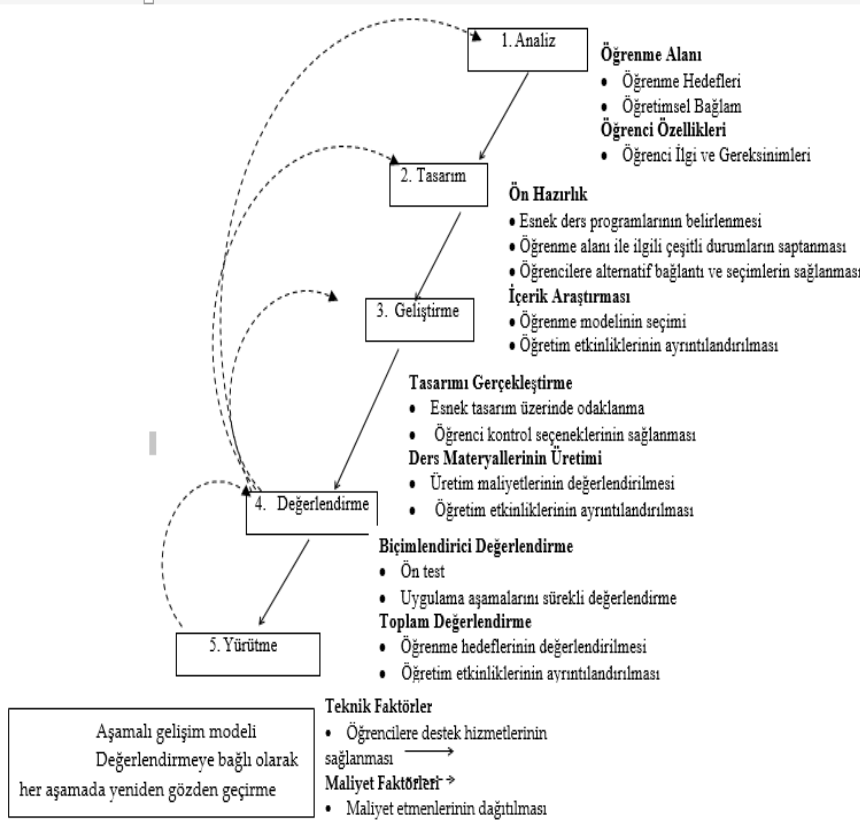 1. Analiz
Öğrenme Alanı
• Öğrenme Hedefleri
• Öğretimsel Bağlam
Öğrenci Özellikleri
• Öğrenci İlgi ve Gereksinimleri
2. Tasarım
Ön Hazırlık
• Esnek ders programlarının belirlenmesi
• Öğrenme alanı ile ilgili çeşitli durumların saptanması
• Öğrencilere alternatif bağlantı ve seçimlerin sağlanması
İçerik Araştırması
• Öğrenme modelinin seçimi
• Öğretim etkinliklerinin ayrıntılandırılması
3. Geliştirme
Tasarımı Gerçekleştirme
• Esnek tasarım üzerinde odaklanma
• Öğrenci kontrol seçeneklerinin sağlanması
Ders Materyallerinin Üretimi
• Üretim maliyetlerinin değerlendirilmesi
• Öğretim etkinliklerinin ayrıntılandırılması
4. Değerlendirme
Biçimlendirici Değerlendirme
• Ön test
• Uygulama aşamalarını sürekli değerlendirme
Toplam Değerlendirme
• Öğrenme hedeflerinin değerlendirilmesi
• Öğretim etkinliklerinin ayrıntılandırılması
5. Yürütme
Teknik Faktörler
• Öğrencilere destek hizmetlerinin
sağlanması
Maliyet Faktörleri
• Maliyet etmenlerinin dağıtılması
Aşamalı gelişim modeli
Değerlendirmeye bağlı olarak
her aşamada yeniden gözden geçirme